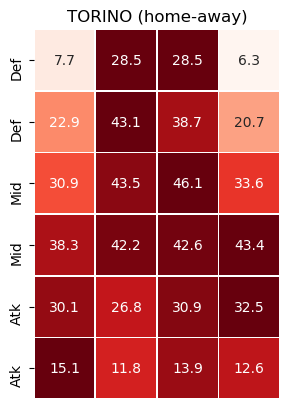 TORINO (home-away)
Def 7.7 28.5 28.5 6.3
Def 22.9 43.1 38.7 20.7
Mid 30.9 43.5 46.1 33.6
Mid 38.3 42.2 42.6 43.4
Atk 30.1 26.8 30.9 32.5
Atk 15.1 11.8 13.9 12.6